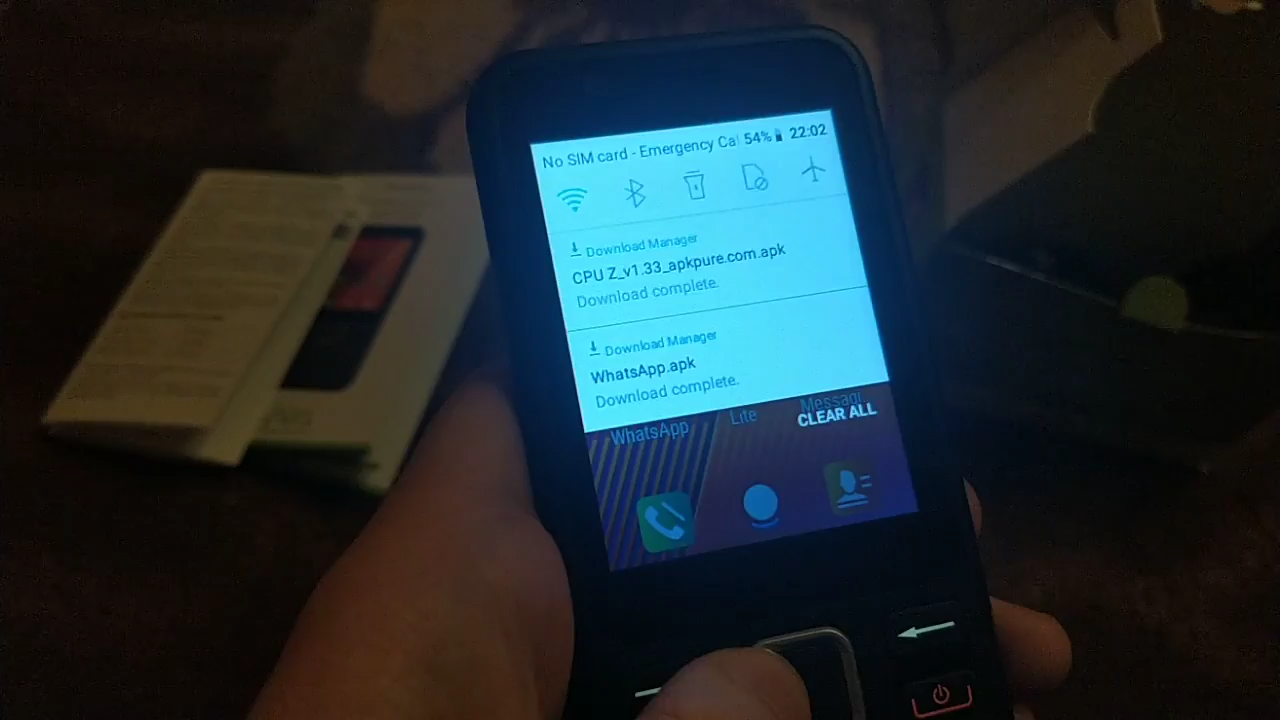 No SIM card - Emergency Ca 54% 22:02
Download Manager
CPU Z_v1.33_apkpure.com.apk
Download complete.
Download Manager
WhatsApp.apk
Download complete.
WhatsApp Lite Messagi
CLEAR ALL